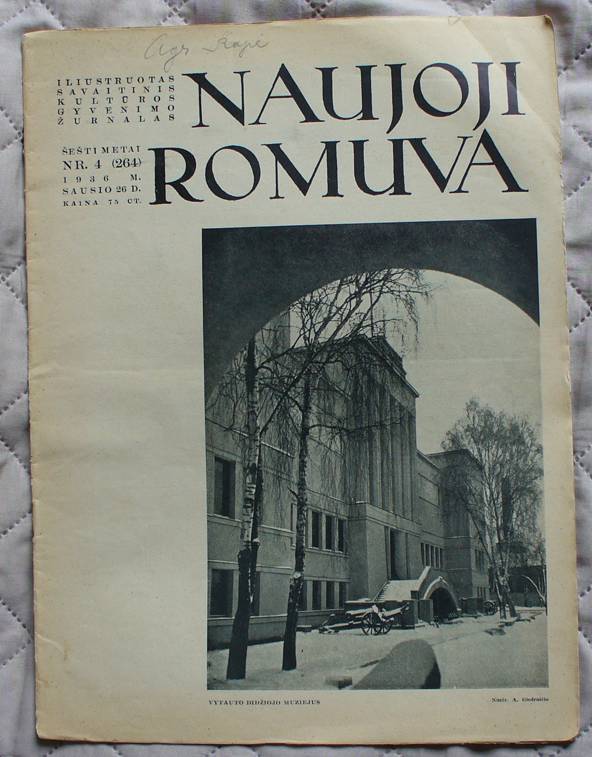 ILIUSTRUOTAS
SAVAITINIS
KULTŪROS
GYVENIMO
ŽURNALAS
NAUJOJI
ROMUVA
ŠEŠTI METAI
NR. 4 (264)
1936 M.
SAUSIO 26 D.
KAINA 75 CT.
VYTAUTO DIDŽIOJO MUZIEJUS
Nuotr. A.